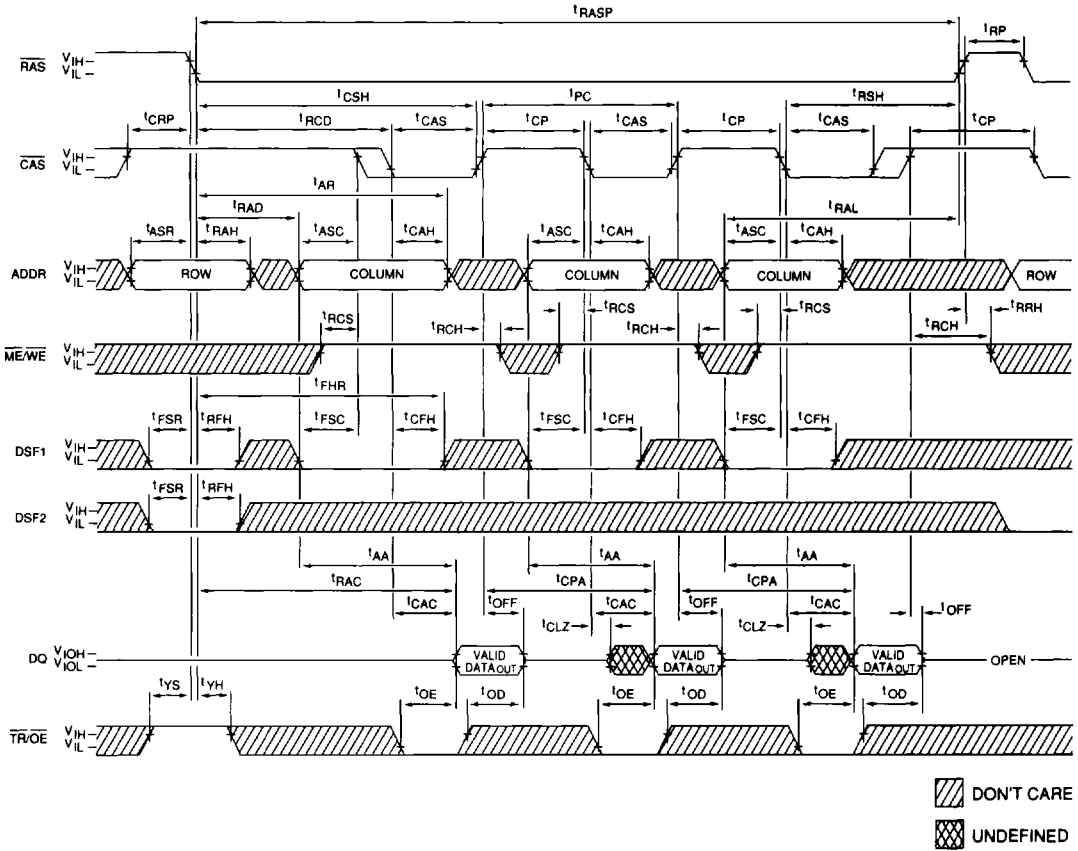 tRASP
tRP
RAS VIH VIL
tCSH tPC tRSH
tCRP tRCD tCAS tCP tCAS tCP tCAS tCP
CAS VIH VIL
tAR
tRAD tRAL
tASR tRAH tASC tCAH tASC tCAH tASC tCAH
ADDR VIH VIL ROW COLUMN COLUMN COLUMN ROW
tRCS tRCH tRCS tRCH tRCS tRCH tRRH
ME/WE VIH VIL
tFHR
tFSR tRFH tFSC tCFH tFSC tCFH tFSC tCFH
DSF1 VIH VIL
tFSR tRFH
DSF2 VIH VIL
tAA tAA tAA
tRAC tCPA tCPA
tCAC tOFF tCAC tOFF tCAC tOFF
tCLZ tCLZ
DQ VIOH VIOL VALID DATAOUT VALID DATAOUT VALID DATAOUT OPEN
tYS tYH tOE tOD tOE tOD tOE tOD
TR/OE VIH VIL
DON'T CARE
UNDEFINED